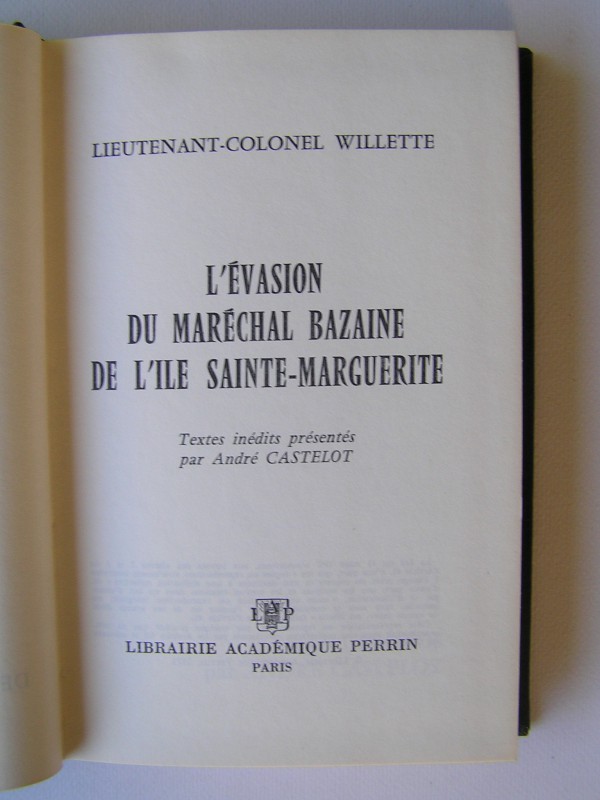 LIEUTENANT-COLONEL WILLETTE
L'ÉVASION
DU MARÉCHAL BAZAINE
DE L'ILE SAINTE-MARGUERITE
Textes inédits présentés
par André CASTELOT
LIBRAIRIE ACADÉMIQUE PERRIN
PARIS